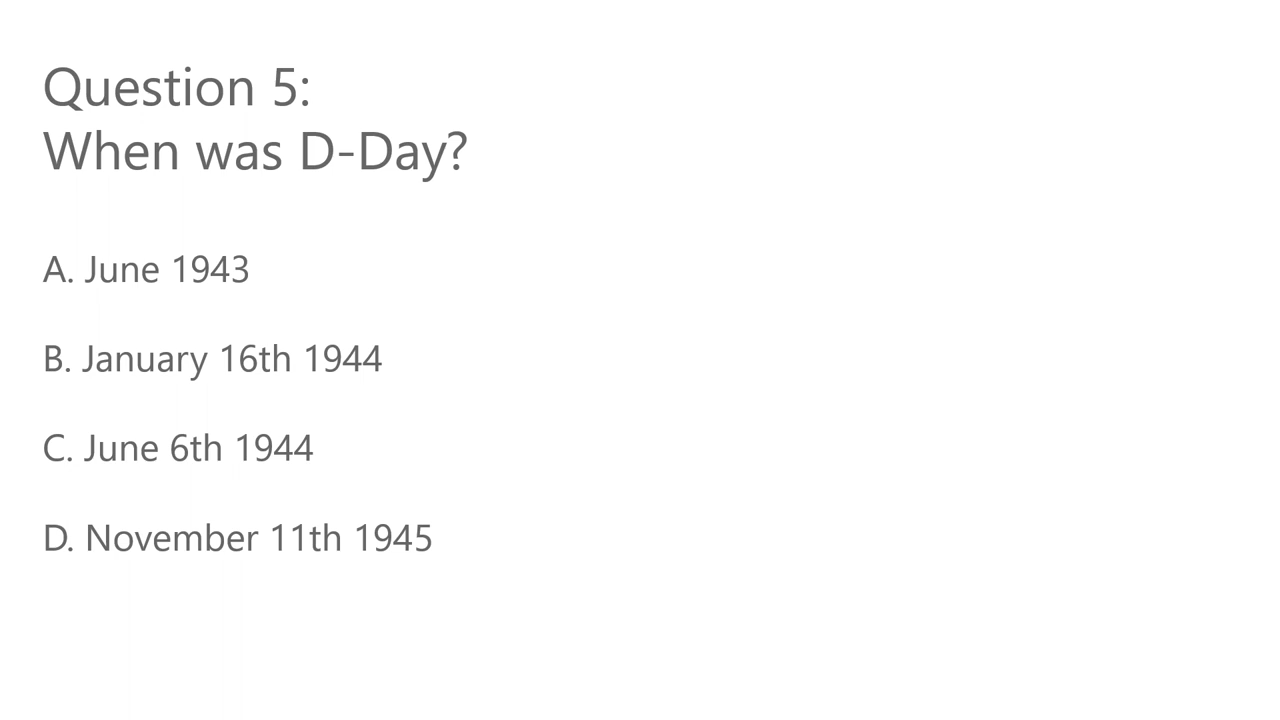 Question 5:
When was D-Day?
A. June 1943
B. January 16th 1944
C. June 6th 1944
D. November 11th 1945